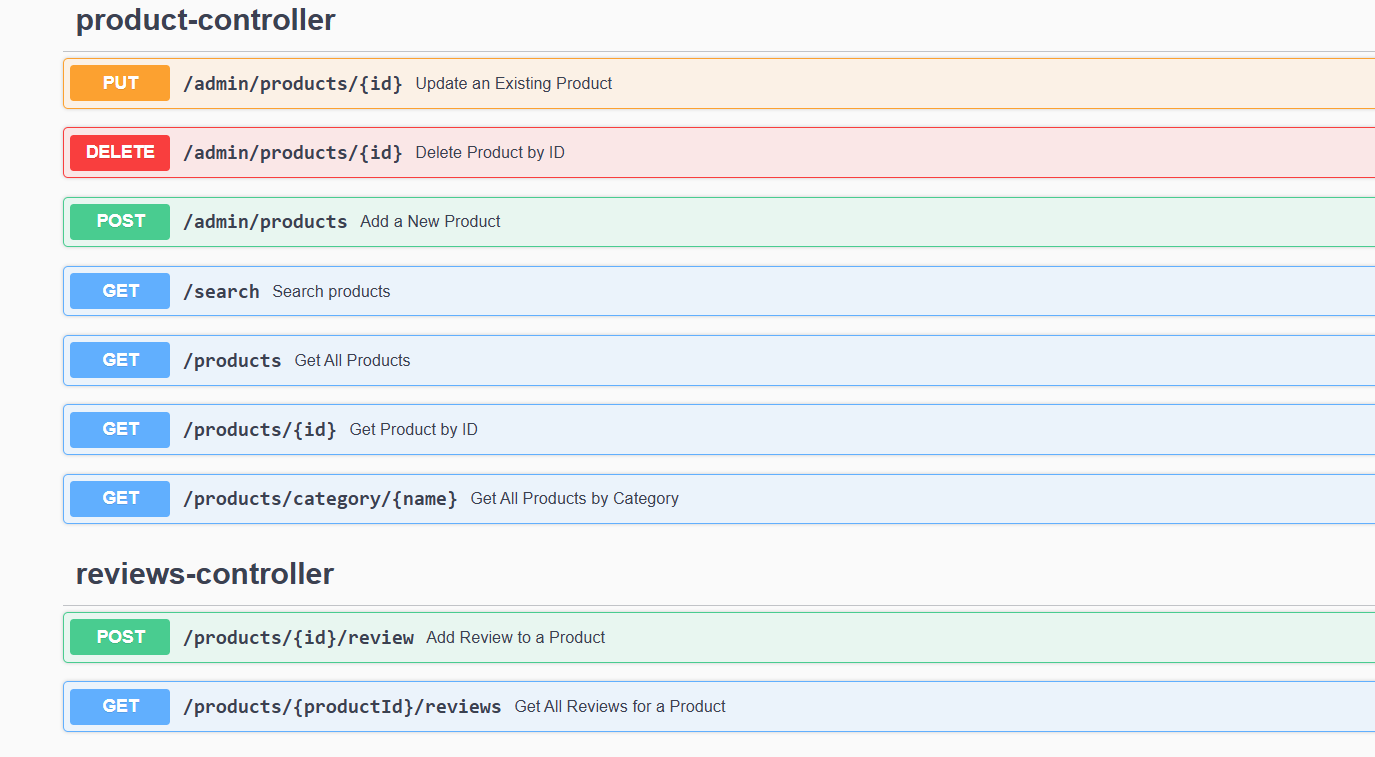 product-controller
PUT /admin/products/{id} Update an Existing Product
DELETE /admin/products/{id} Delete Product by ID
POST /admin/products Add a New Product
GET /search Search products
GET /products Get All Products
GET /products/{id} Get Product by ID
GET /products/category/{name} Get All Products by Category
reviews-controller
POST /products/{id}/review Add Review to a Product
GET /products/{productId}/reviews Get All Reviews for a Product